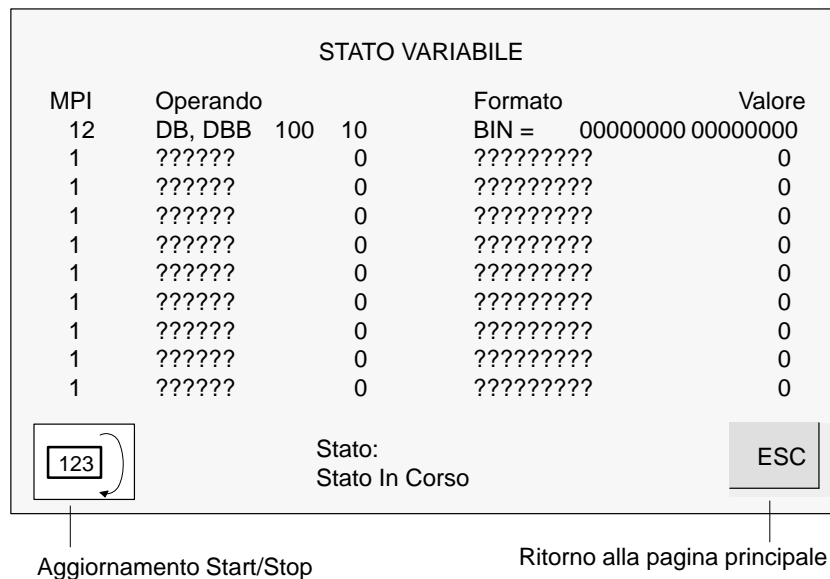 STATO VARIABILE
MPI Operando Formato Valore
12 DB, DBB 100 10 BIN = 00000000 00000000
1 ?????? 0 ????????? 0
1 ?????? 0 ????????? 0
1 ?????? 0 ????????? 0
1 ?????? 0 ????????? 0
1 ?????? 0 ????????? 0
1 ?????? 0 ????????? 0
1 ?????? 0 ????????? 0
1 ?????? 0 ????????? 0
1 ?????? 0 ????????? 0
123
Stato:
Stato In Corso
ESC
Aggiornamento Start/Stop
Ritorno alla pagina principale